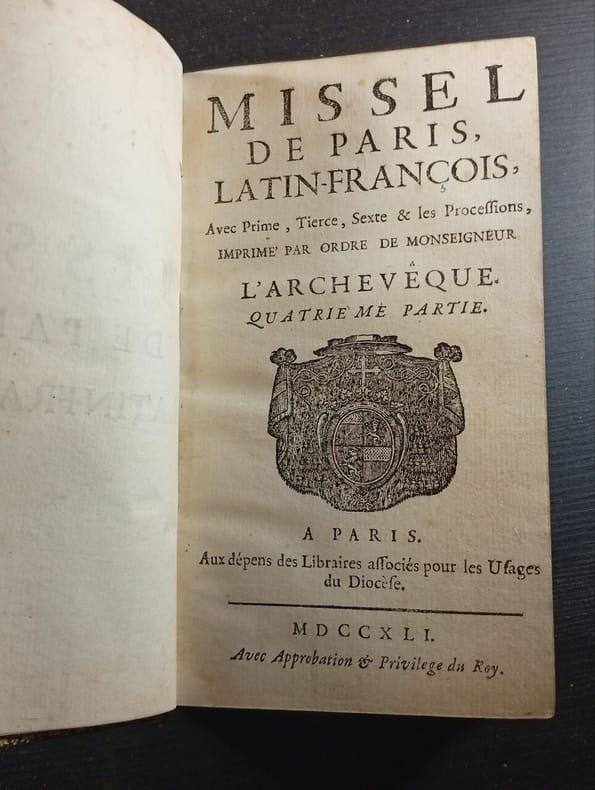 MISSEL
DE PARIS,
LATIN-FRANÇOIS,
Avec Prime, Tierce, Sexte & les Proceſſions,
IMPRIME' PAR ORDRE DE MONSEIGNEUR
L'ARCHEVÊQUE.
QUATRIEME PARTIE.
A PARIS.
Aux dépens des Libraires aſſociés pour les Uſages
du Diocèſe.
MDCCXLI.
Avec Approbation & Privilege du Roy.